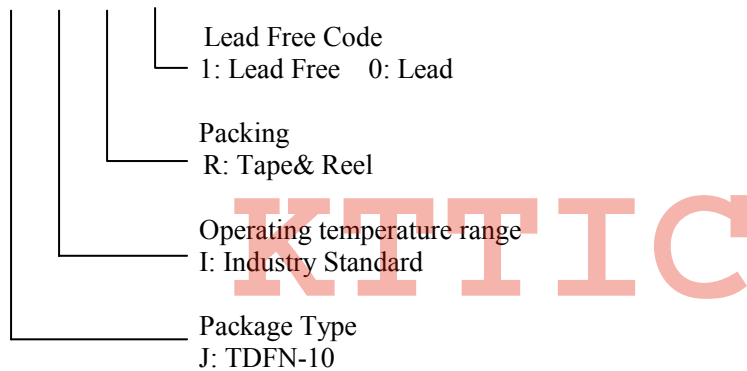 Lead Free Code
1: Lead Free 0: Lead
Packing
R: Tape& Reel
KTTIC
Operating temperature range
I: Industry Standard
Package Type
J: TDFN-10